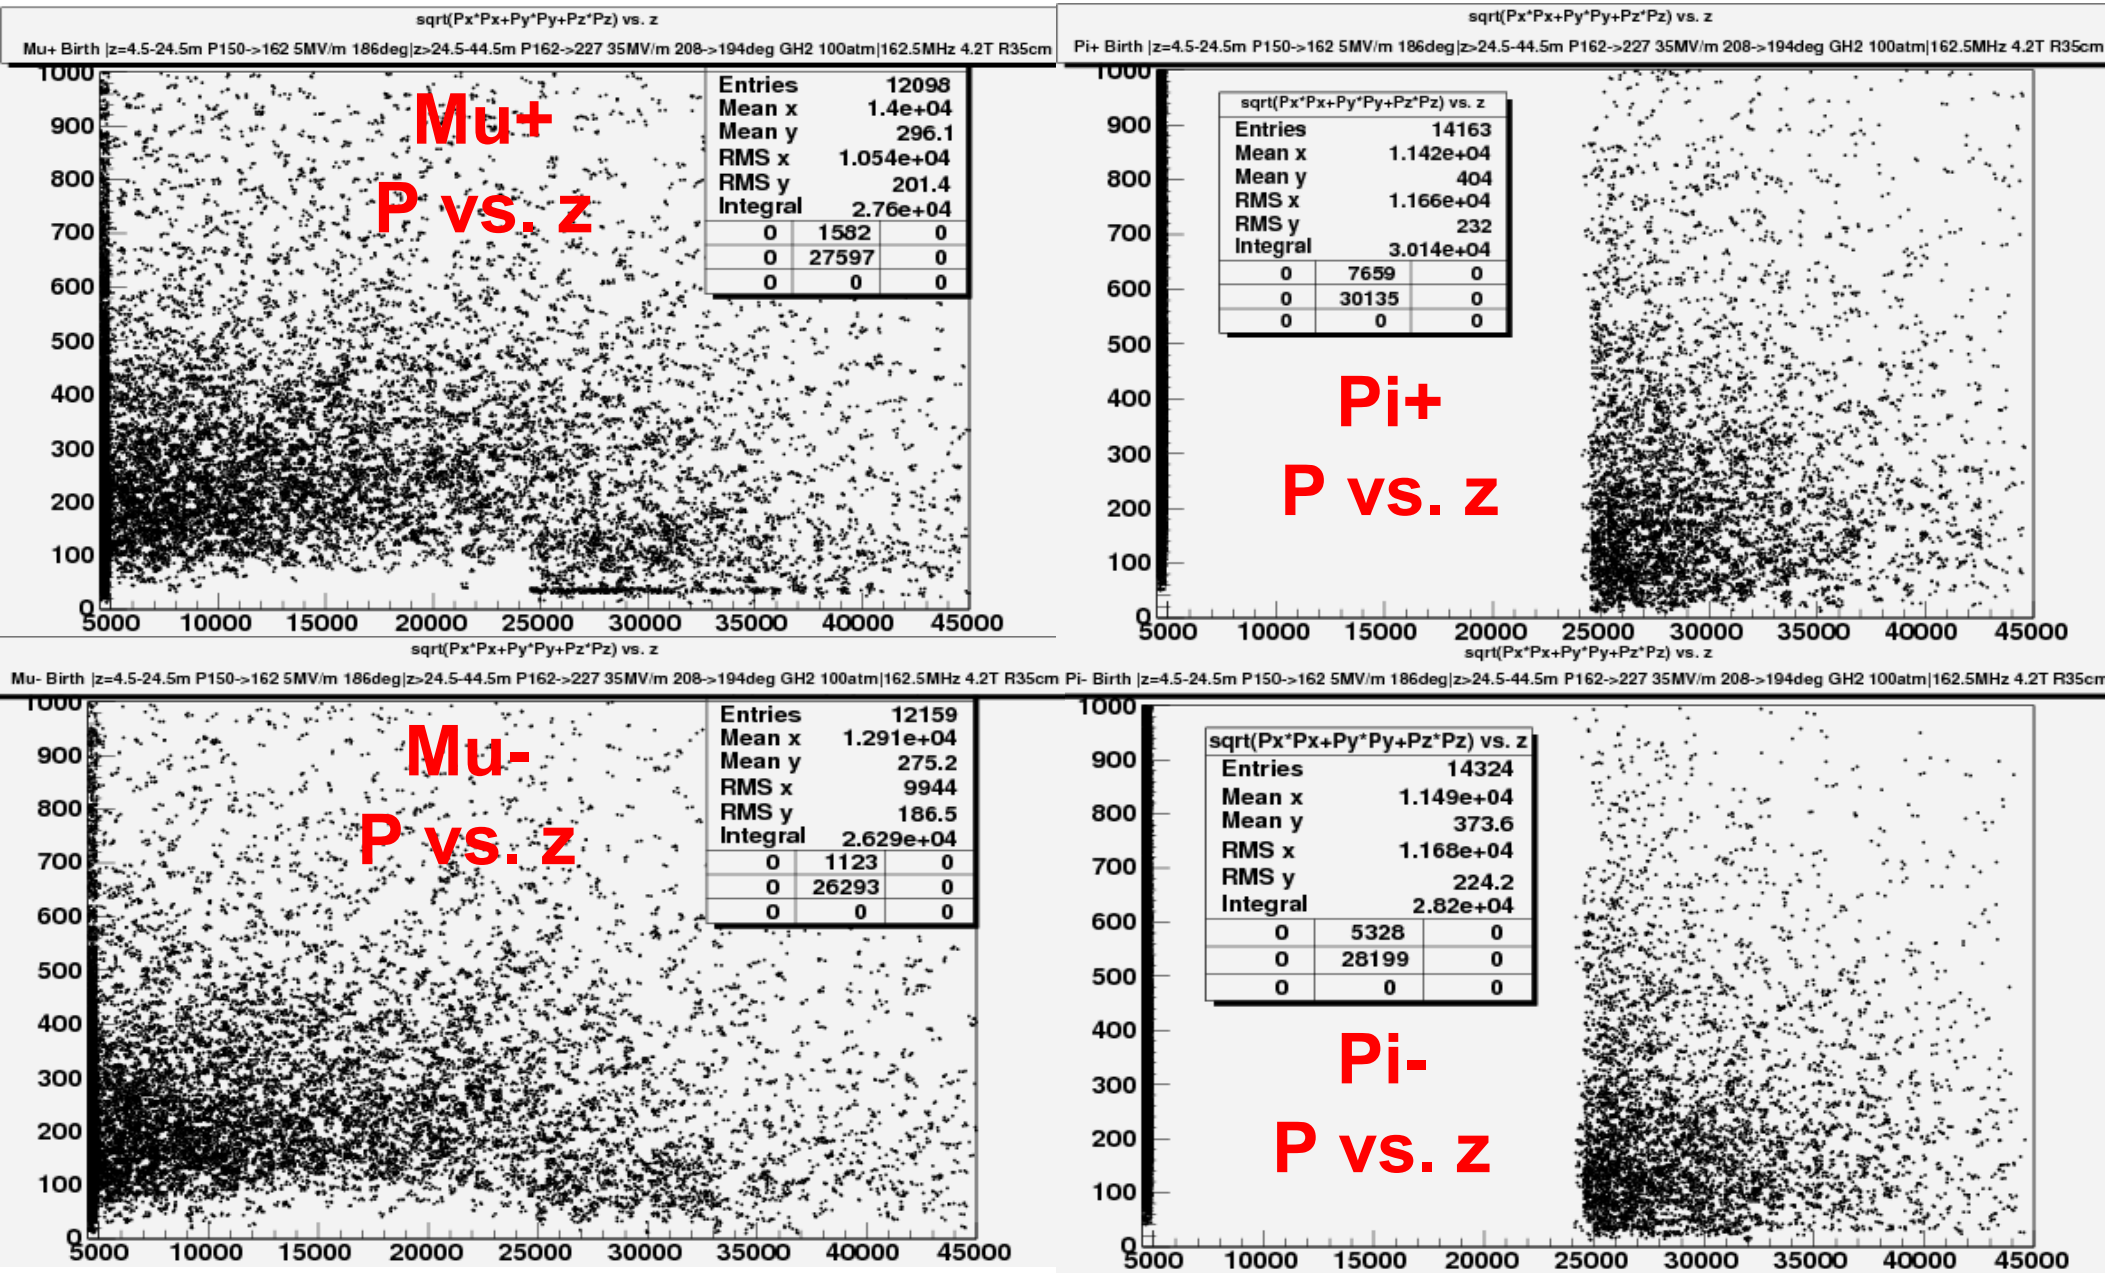 sqrt(Px*Px+Py*Py+Pz*Pz) vs. z
Mu+ Birth |z=4.5-24.5m P150->162 5MV/m 186deg|z>24.5-44.5m P162->227 35MV/m 208->194deg GH2 100atm|162.5MHz 4.2T R35cm
Mu+
P vs. z
Entries 12098
Mean x 1.4e+04
Mean y 296.1
RMS x 1.054e+04
RMS y 201.4
Integral 2.76e+04
0 1582 0
0 27597 0
0 0 0
1000
900
800
700
600
500
400
300
200
100
0
5000 10000 15000 20000 25000 30000 35000 40000 45000
sqrt(Px*Px+Py*Py+Pz*Pz) vs. z
Pi+ Birth |z=4.5-24.5m P150->162 5MV/m 186deg|z>24.5-44.5m P162->227 35MV/m 208->194deg GH2 100atm|162.5MHz 4.2T R35cm
sqrt(Px*Px+Py*Py+Pz*Pz) vs. z
Entries 14163
Mean x 1.142e+04
Mean y 404
RMS x 1.166e+04
RMS y 232
Integral 3.014e+04
0 7659 0
0 30135 0
0 0 0
Pi+
P vs. z
1000
900
800
700
600
500
400
300
200
100
0
5000 10000 15000 20000 25000 30000 35000 40000 45000
sqrt(Px*Px+Py*Py+Pz*Pz) vs. z
Mu- Birth |z=4.5-24.5m P150->162 5MV/m 186deg|z>24.5-44.5m P162->227 35MV/m 208->194deg GH2 100atm|162.5MHz 4.2T R35cm
Mu-
P vs. z
Entries 12159
Mean x 1.291e+04
Mean y 275.2
RMS x 9944
RMS y 186.5
Integral 2.629e+04
0 1123 0
0 26293 0
0 0 0
1000
900
800
700
600
500
400
300
200
100
0
5000 10000 15000 20000 25000 30000 35000 40000 45000
sqrt(Px*Px+Py*Py+Pz*Pz) vs. z
Pi- Birth |z=4.5-24.5m P150->162 5MV/m 186deg|z>24.5-44.5m P162->227 35MV/m 208->194deg GH2 100atm|162.5MHz 4.2T R35cm
sqrt(Px*Px+Py*Py+Pz*Pz) vs. z
Entries 14324
Mean x 1.149e+04
Mean y 373.6
RMS x 1.168e+04
RMS y 224.2
Integral 2.82e+04
0 5328 0
0 28199 0
0 0 0
Pi-
P vs. z
1000
900
800
700
600
500
400
300
200
100
0
5000 10000 15000 20000 25000 30000 35000 40000 45000